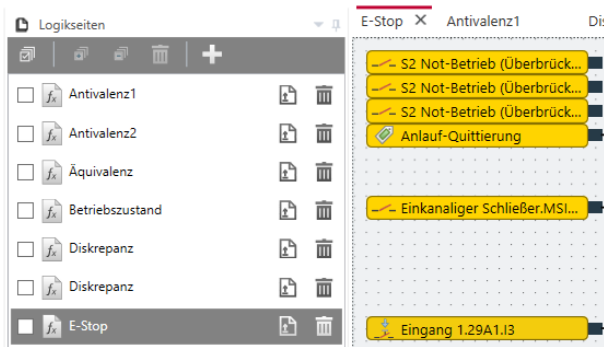 Logikseiten
Antivalenz1
Antivalenz2
Äquivalenz
Betriebszustand
Diskrepanz
Diskrepanz
E-Stop
E-Stop Antivalenz1
S2 Not-Betrieb (Überbrück...
S2 Not-Betrieb (Überbrück...
S2 Not-Betrieb (Überbrück...
Anlauf-Quittierung
Einkanaliger Schließer.MSI...
Eingang 1.29A1.I3